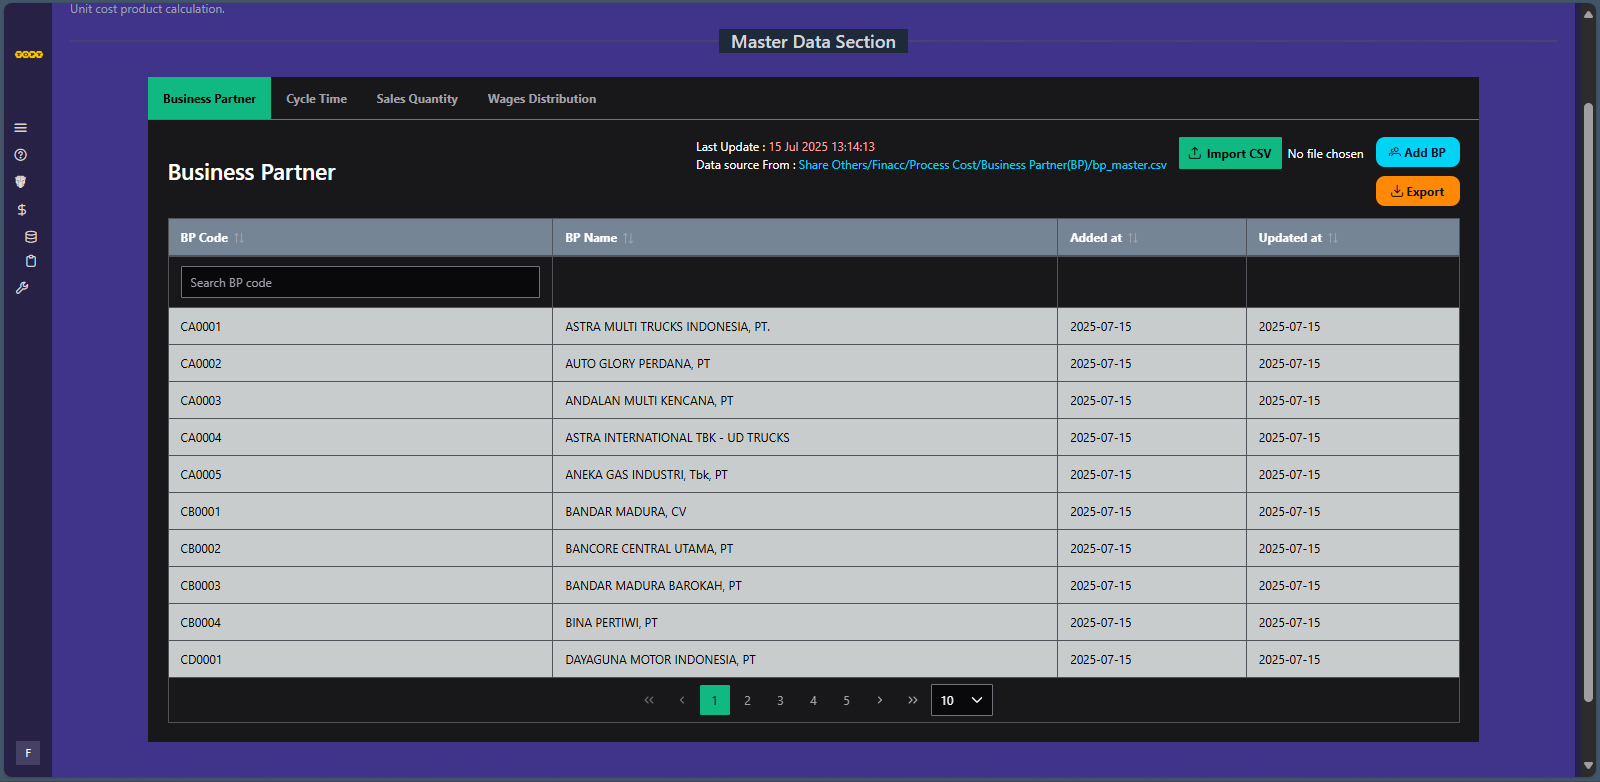 Unit cost product calculation.
TOPY
Master Data Section
Business Partner Cycle Time Sales Quantity Wages Distribution
Business Partner
Last Update : 15 Jul 2025 13:14:13
Data source From : Share Others/Finacc/Process Cost/Business Partner(BP)/bp_master.csv
Import CSV No file chosen
Add BP
Export
BP Code BP Name Added at Updated at
Search BP code
CA0001 ASTRA MULTI TRUCKS INDONESIA, PT. 2025-07-15 2025-07-15
CA0002 AUTO GLORY PERDANA, PT 2025-07-15 2025-07-15
CA0003 ANDALAN MULTI KENCANA, PT 2025-07-15 2025-07-15
CA0004 ASTRA INTERNATIONAL TBK - UD TRUCKS 2025-07-15 2025-07-15
CA0005 ANEKA GAS INDUSTRI, Tbk, PT 2025-07-15 2025-07-15
CB0001 BANDAR MADURA, CV 2025-07-15 2025-07-15
CB0002 BANCORE CENTRAL UTAMA, PT 2025-07-15 2025-07-15
CB0003 BANDAR MADURA BAROKAH, PT 2025-07-15 2025-07-15
CB0004 BINA PERTIWI, PT 2025-07-15 2025-07-15
CD0001 DAYAGUNA MOTOR INDONESIA, PT 2025-07-15 2025-07-15
« ‹ 1 2 3 4 5 › » 10
F